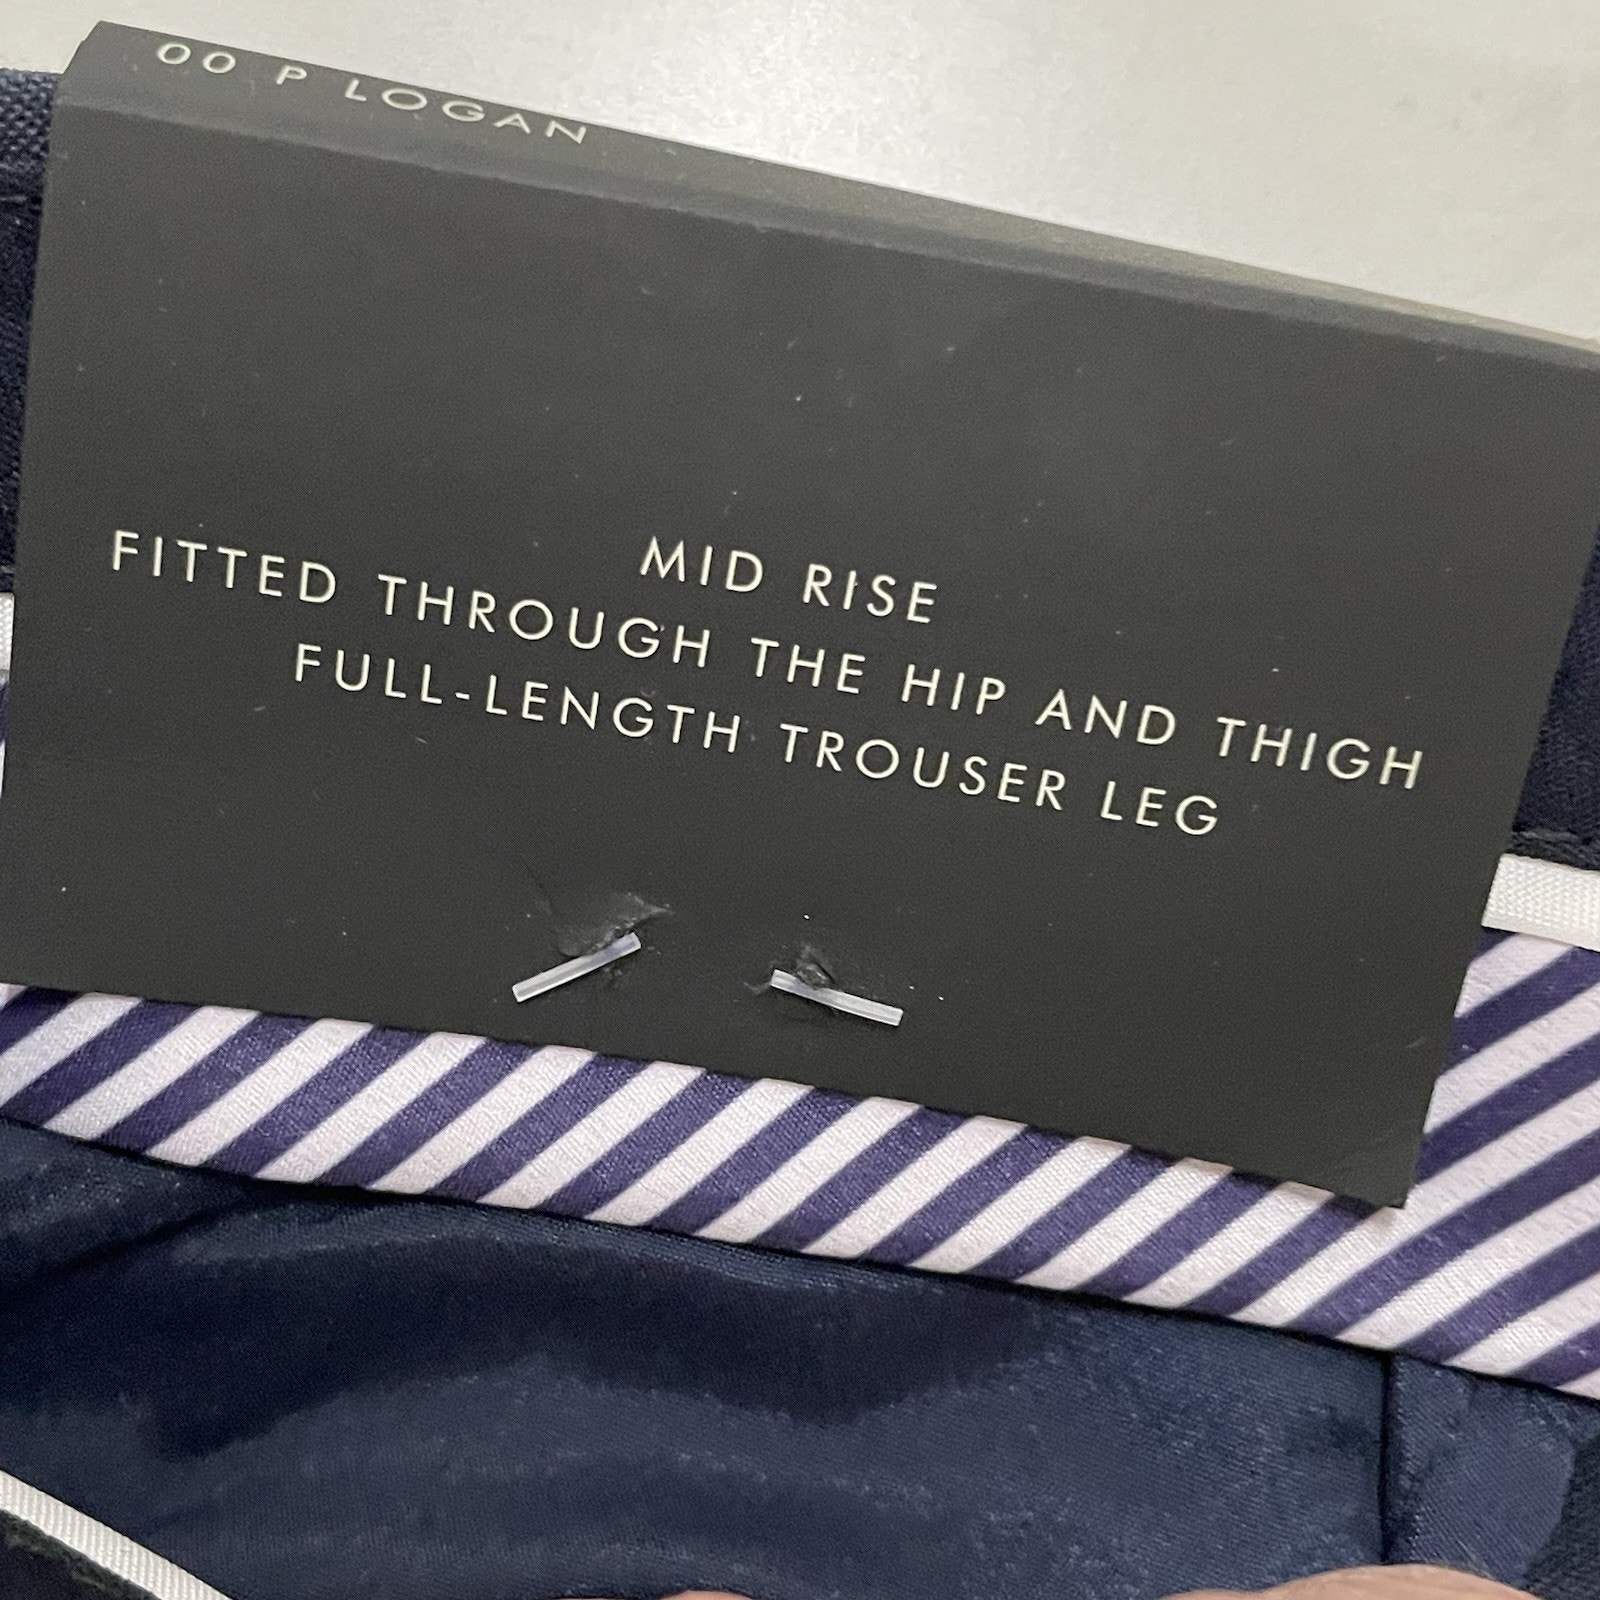 00 P LOGAN
MID RISE
FITTED THROUGH THE HIP AND THIGH
FULL-LENGTH TROUSER LEG